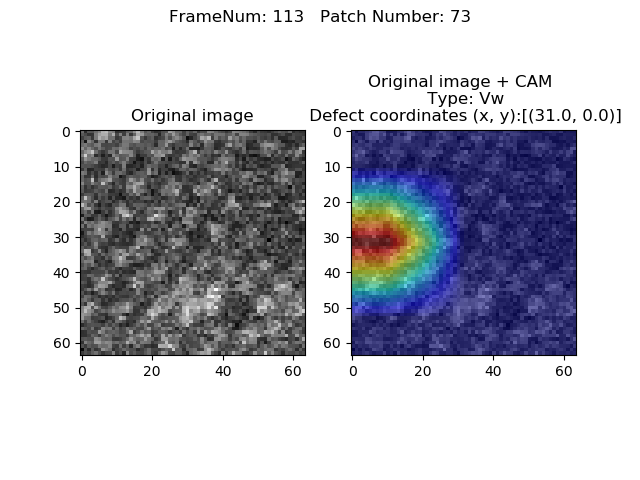 FrameNum: 113   Patch Number: 73
Original image
Original image + CAM
Type: Vw
Defect coordinates (x, y):[(31.0, 0.0)]
0
10
20
30
40
50
60
0 20 40 60
0
10
20
30
40
50
60
0 20 40 60